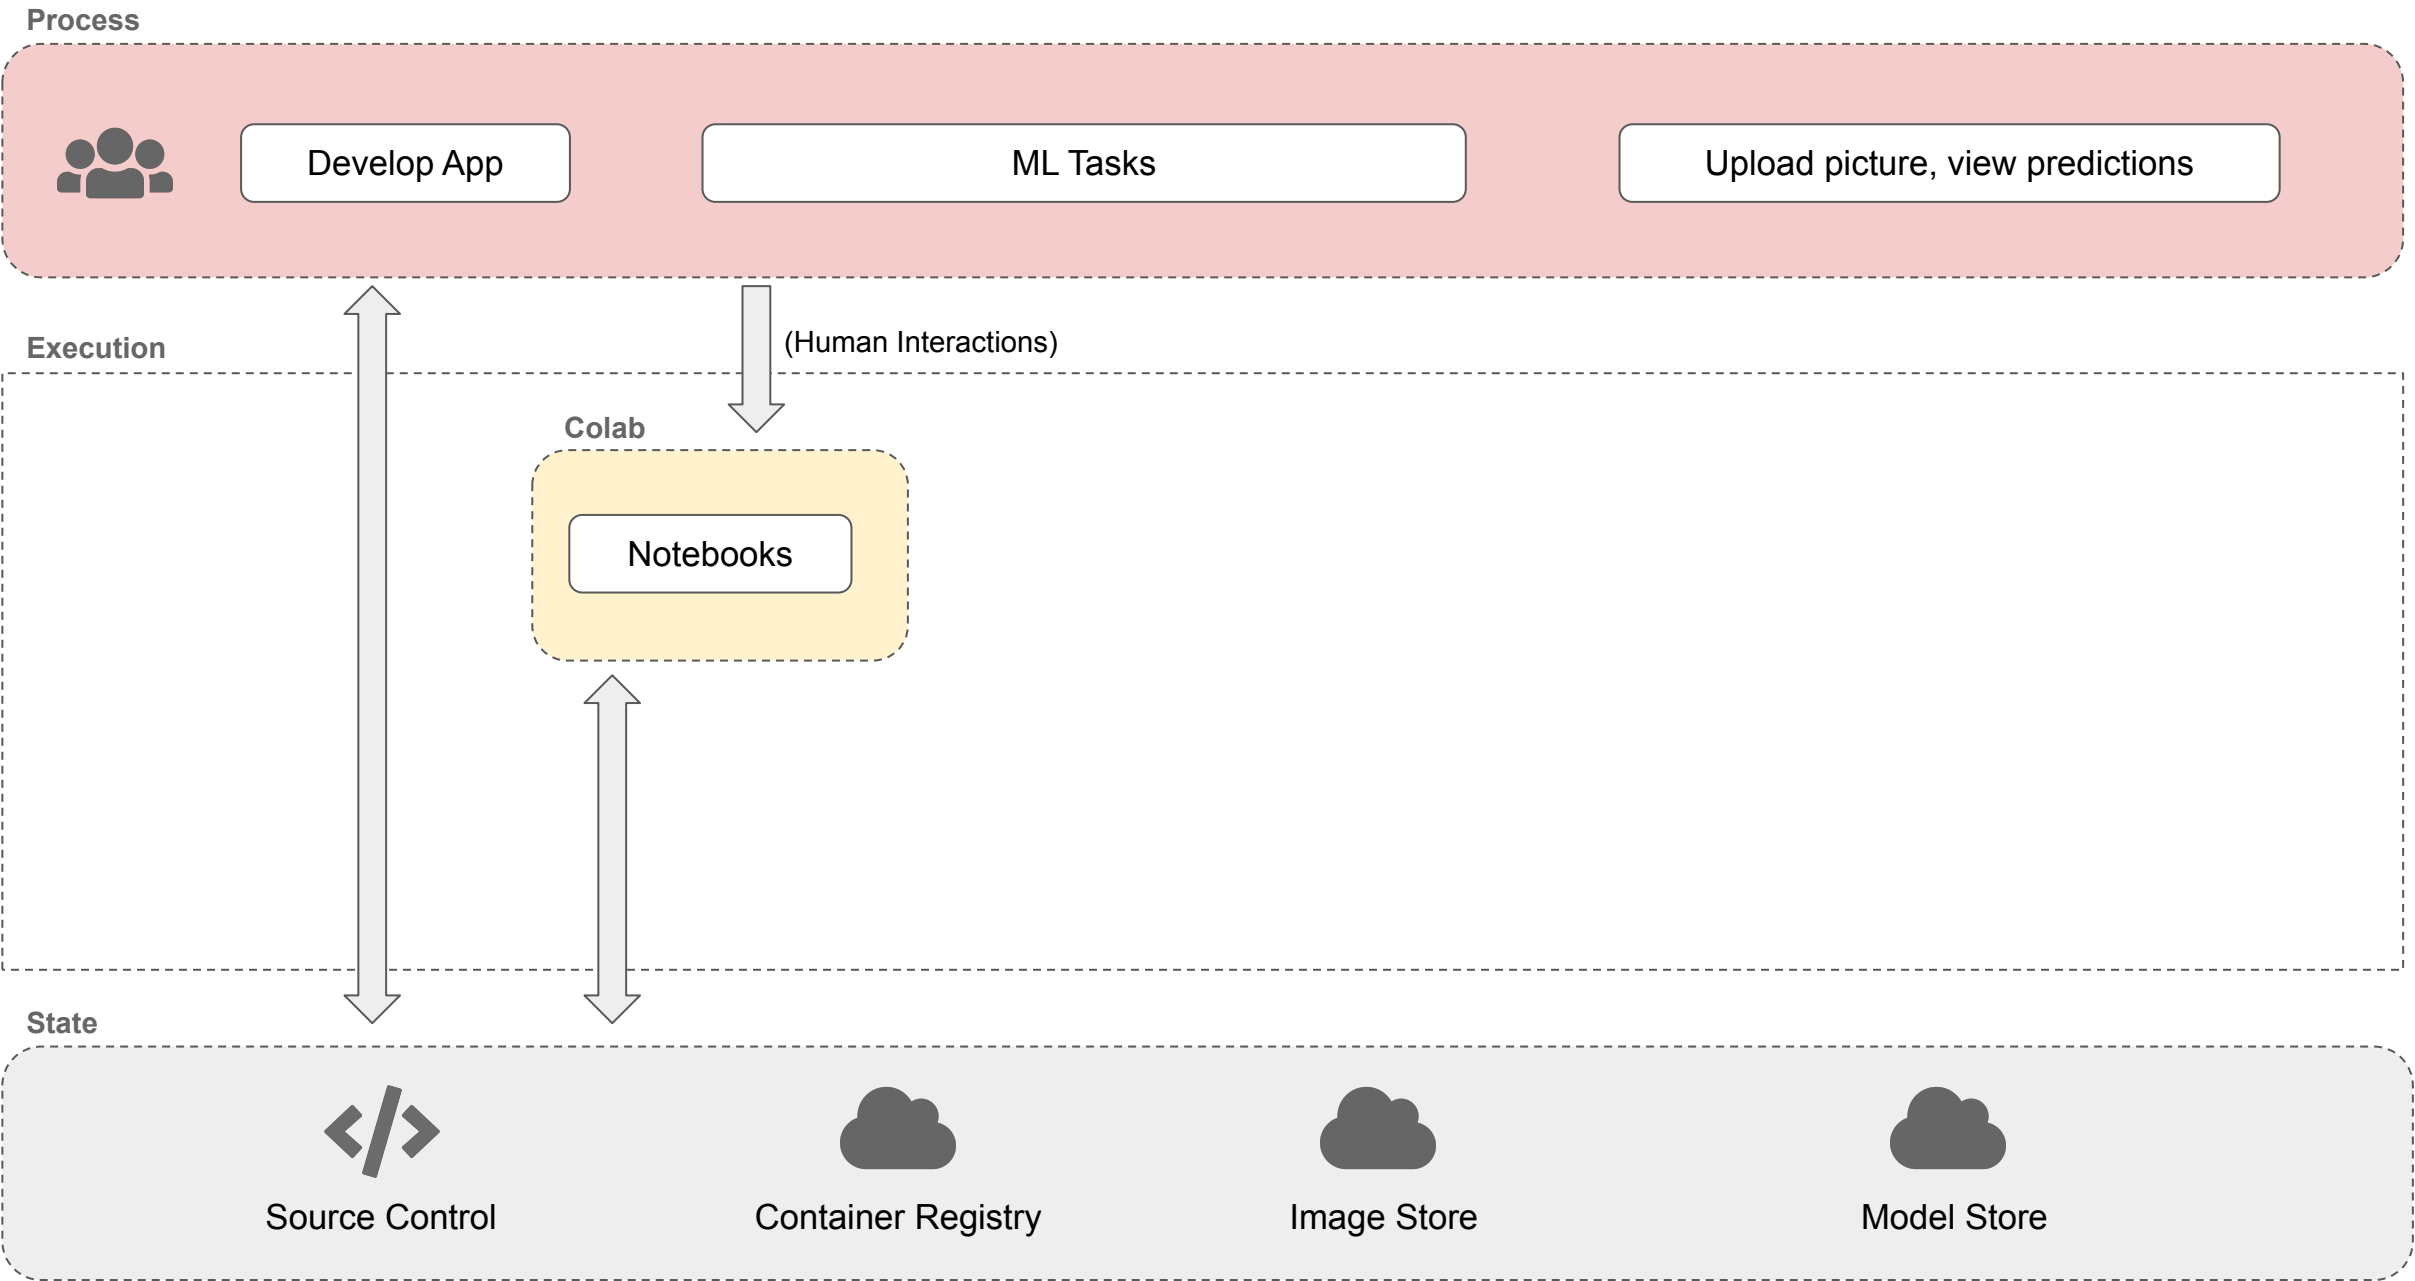 Process
Develop App
ML Tasks
Upload picture, view predictions
(Human Interactions)
Execution
Colab
Notebooks
State
Source Control
Container Registry
Image Store
Model Store